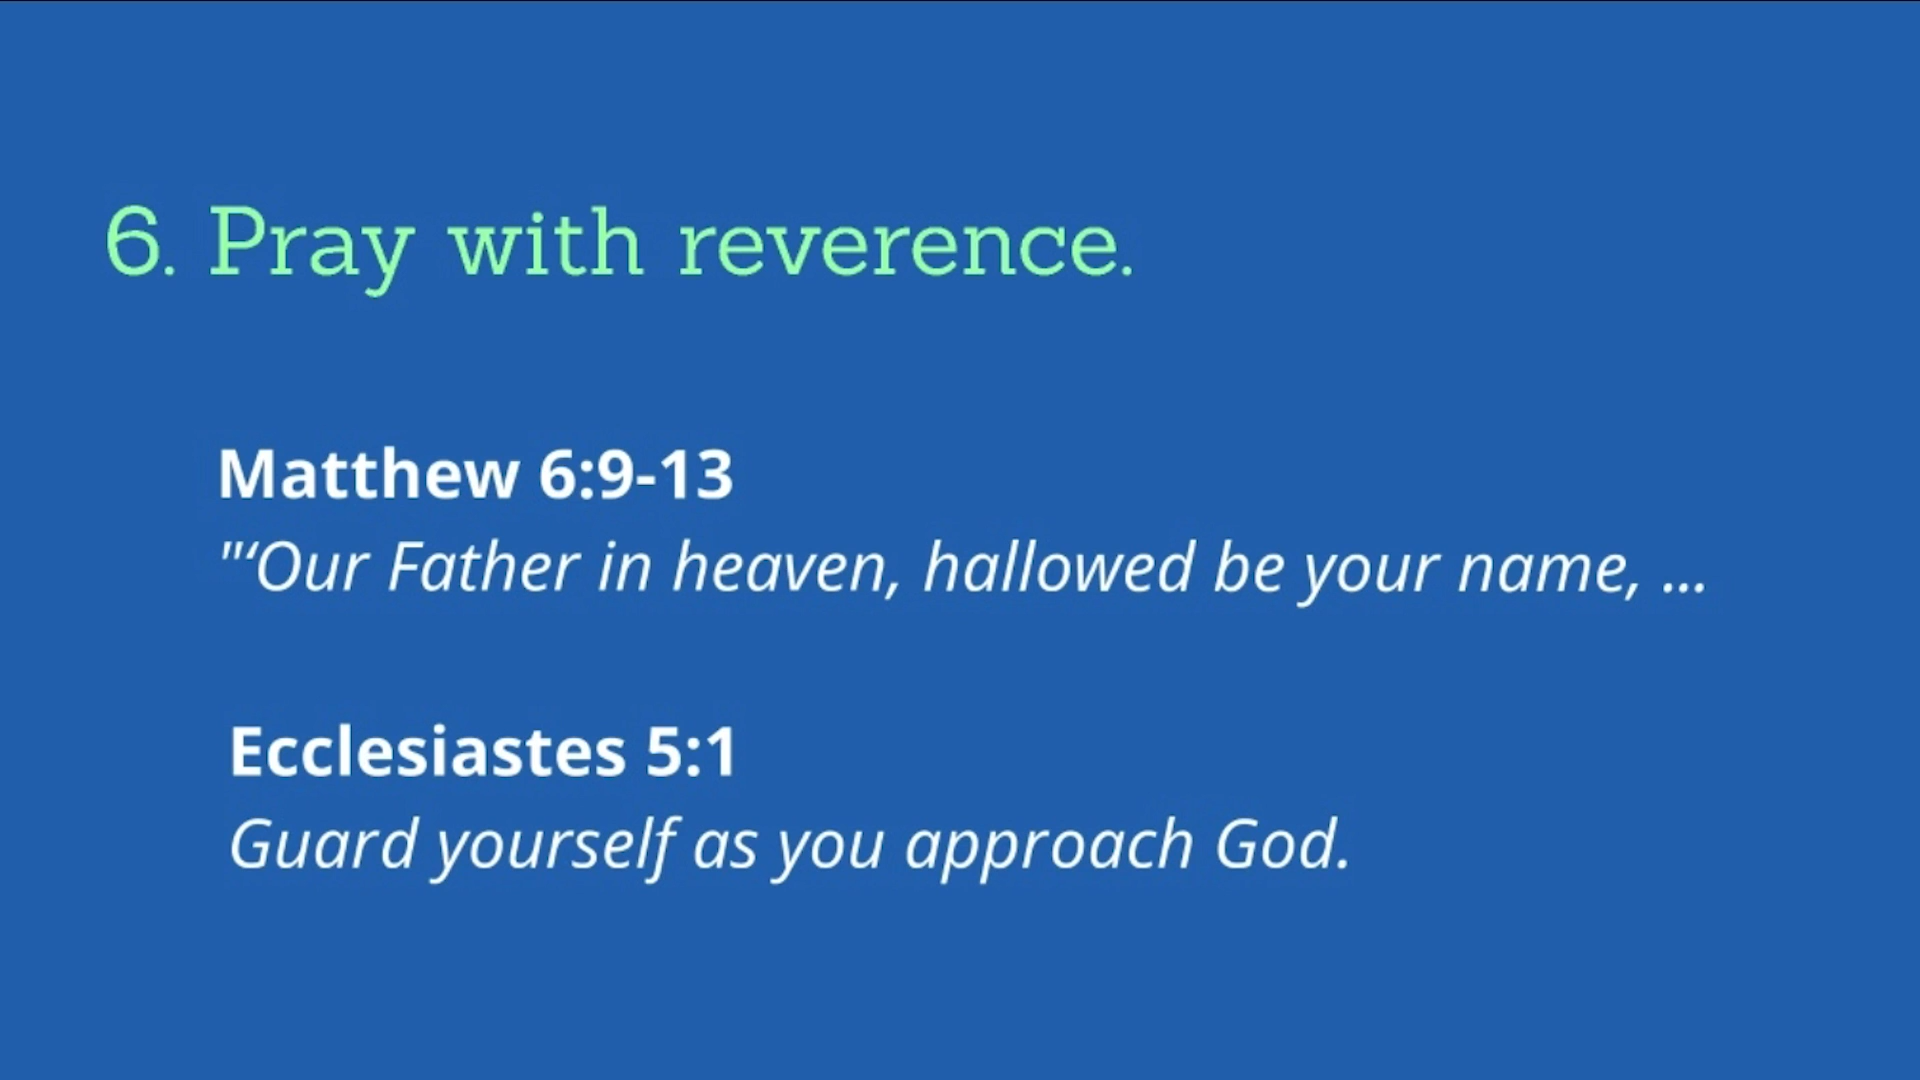 6. Pray with reverence.
Matthew 6:9-13
"‘Our Father in heaven, hallowed be your name, ...
Ecclesiastes 5:1
Guard yourself as you approach God.